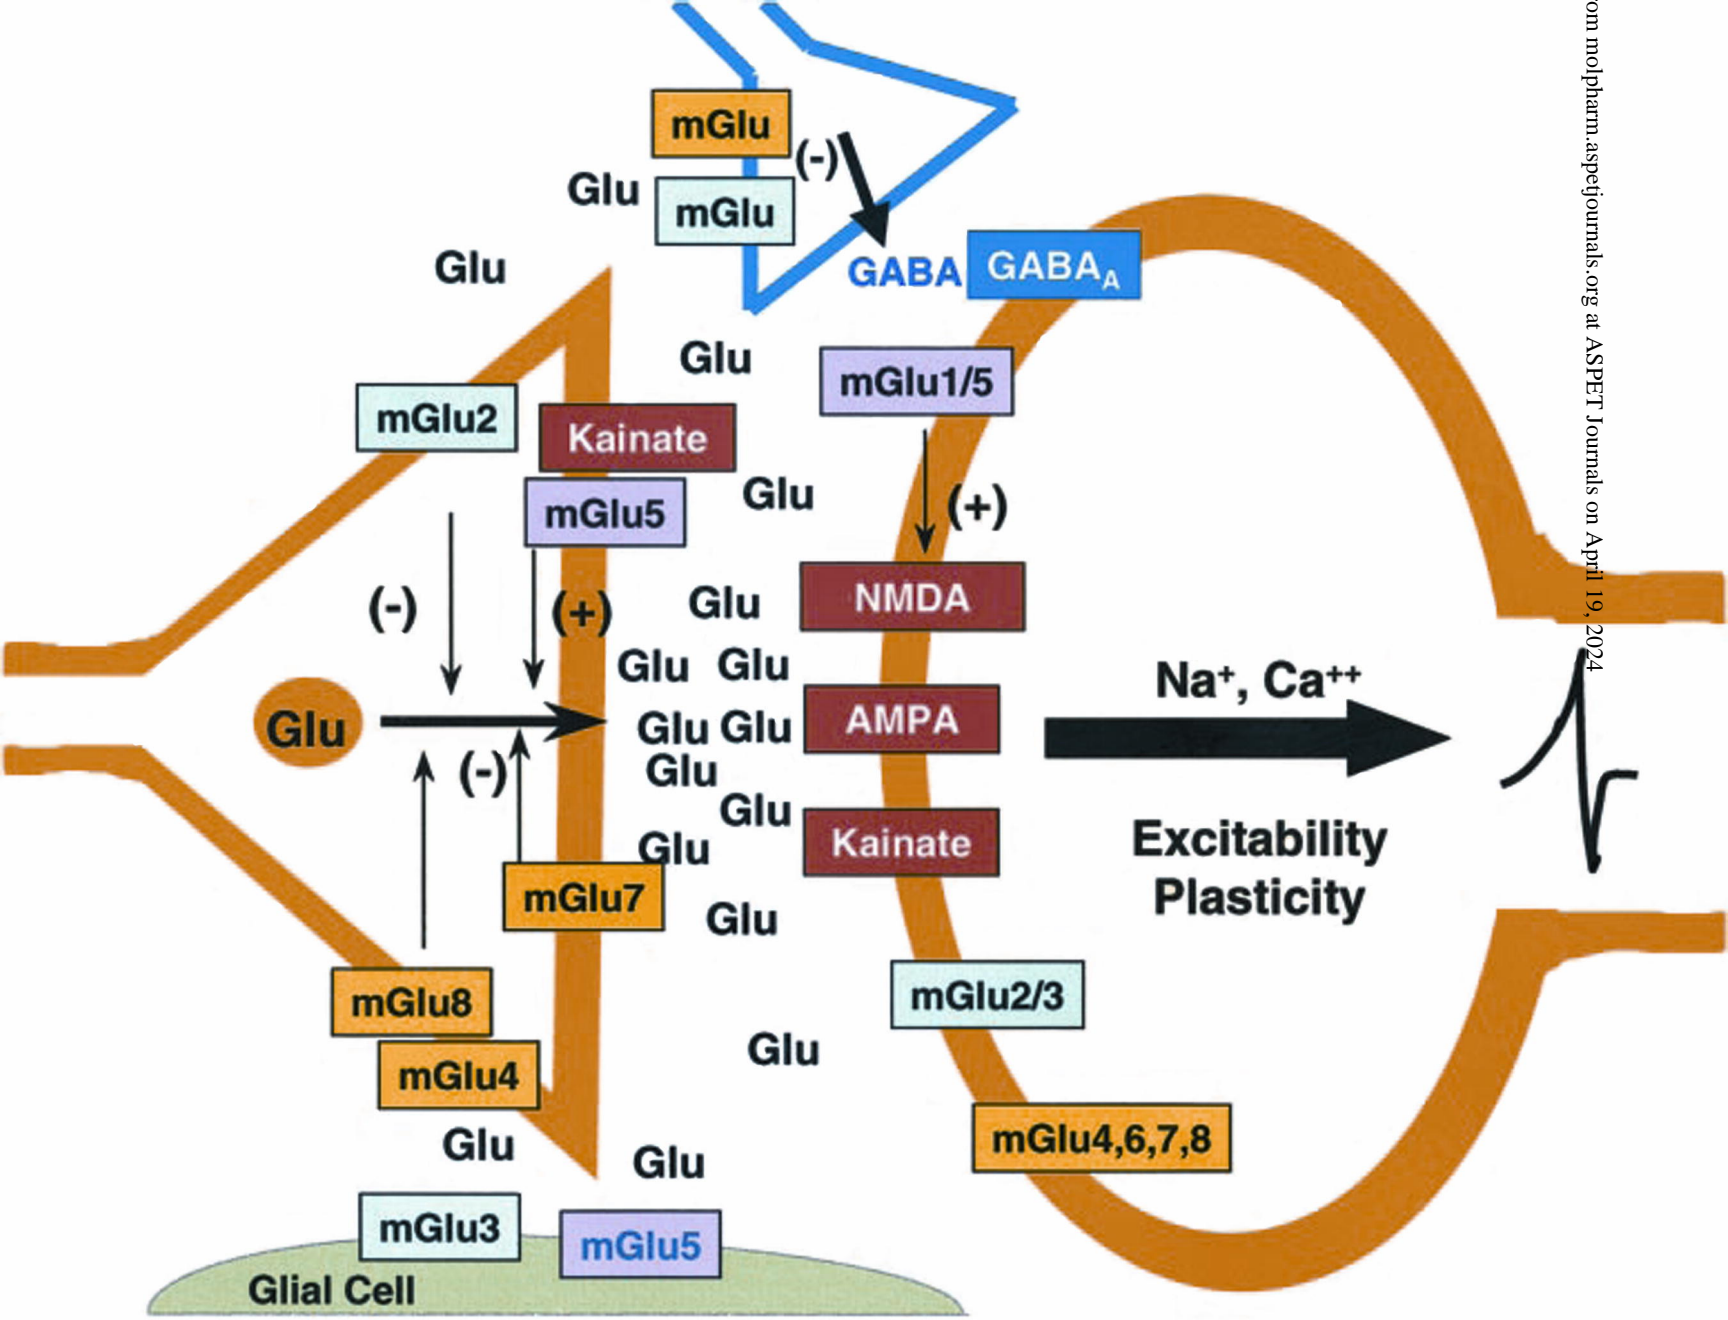 mGlu
(-)
Glu
mGlu
Glu
GABA
GABAA
Glu
mGlu1/5
mGlu2
Kainate
Glu
mGlu5
(+)
(-)
(+)
Glu
NMDA
Glu Glu
Na+, Ca++
Glu
Glu Glu
AMPA
Glu
(-)
Glu
Kainate
Excitability
Plasticity
Glu
mGlu7
Glu
mGlu8
mGlu2/3
Glu
mGlu4
mGlu4,6,7,8
Glu
Glu
mGlu3
mGlu5
Glial Cell
om molpharm.aspetjournals.org at ASPET Journals on April 19, 2024